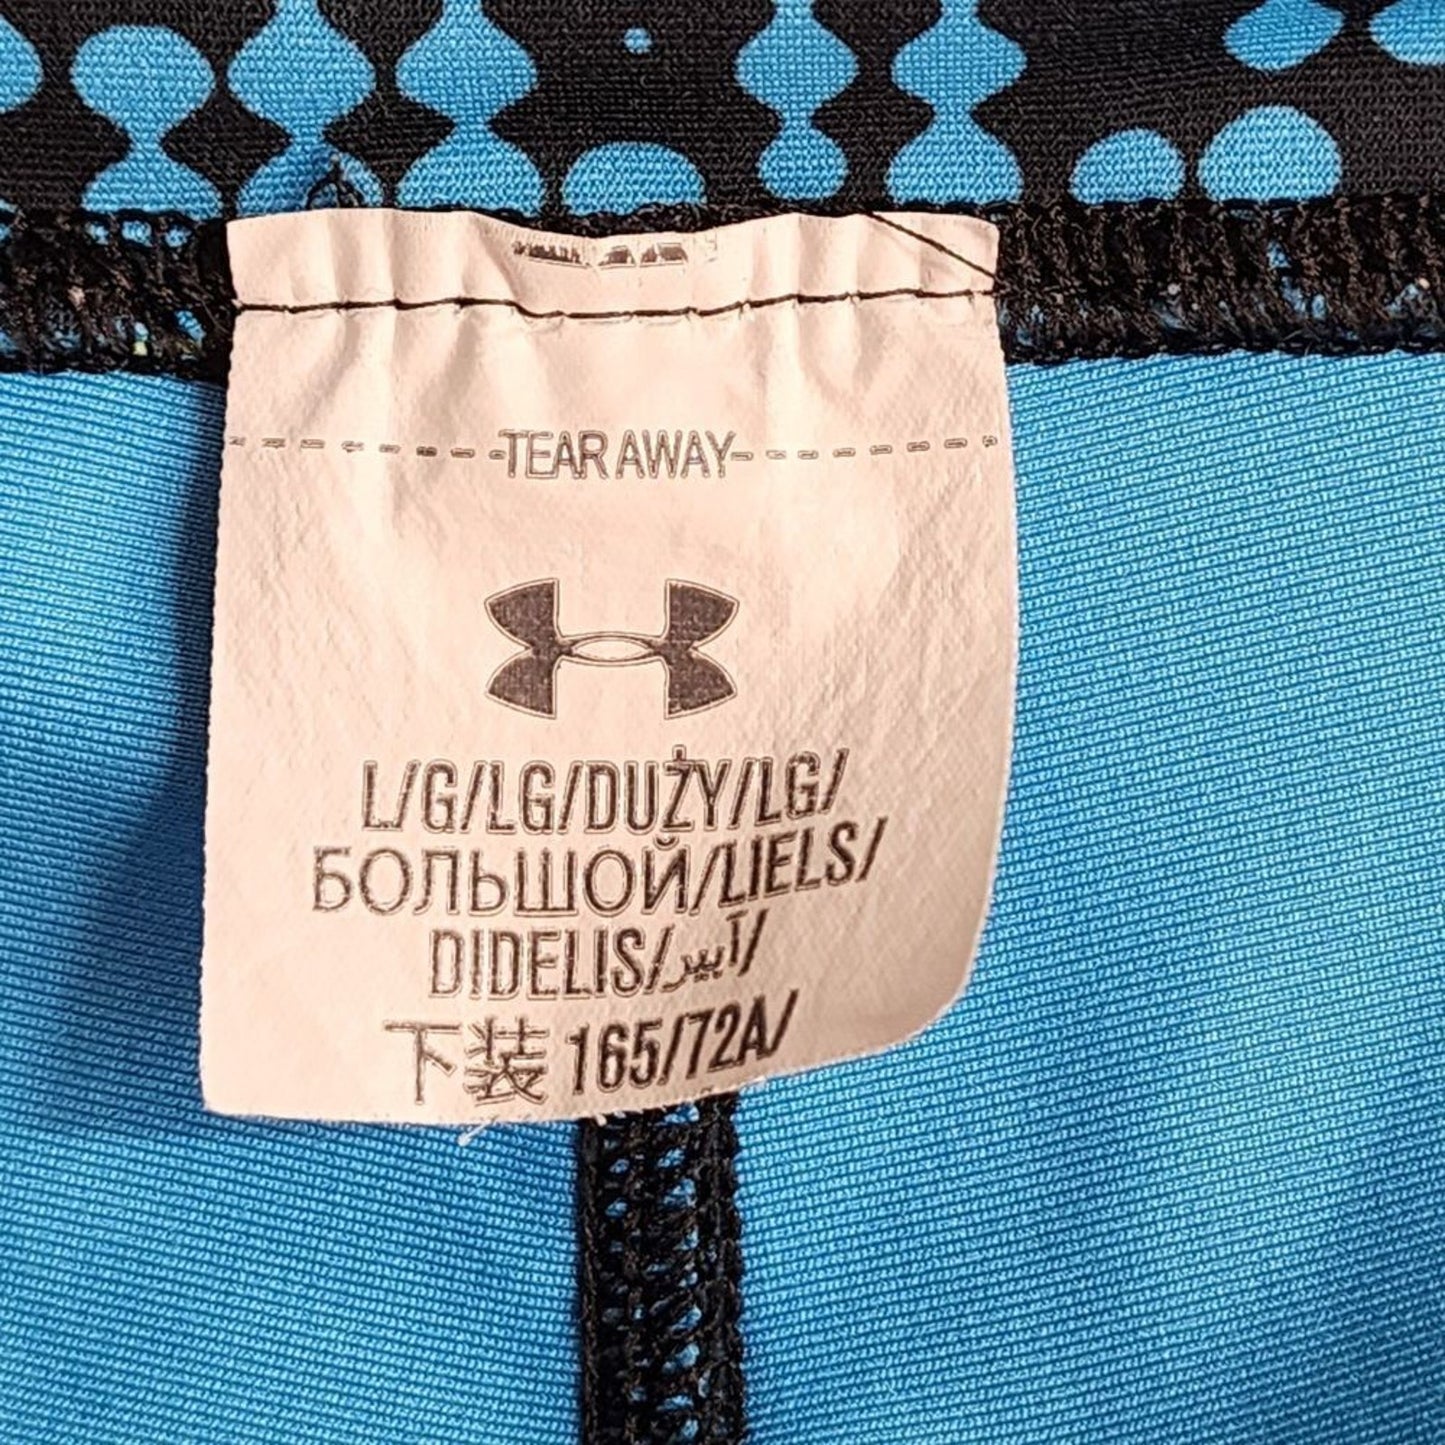 TEAR AWAY
L/G/LG/DUŻY/LG/
БОЛЬШОЙ/LIELS/
DIDELIS/آبير/
下装 165/72A/